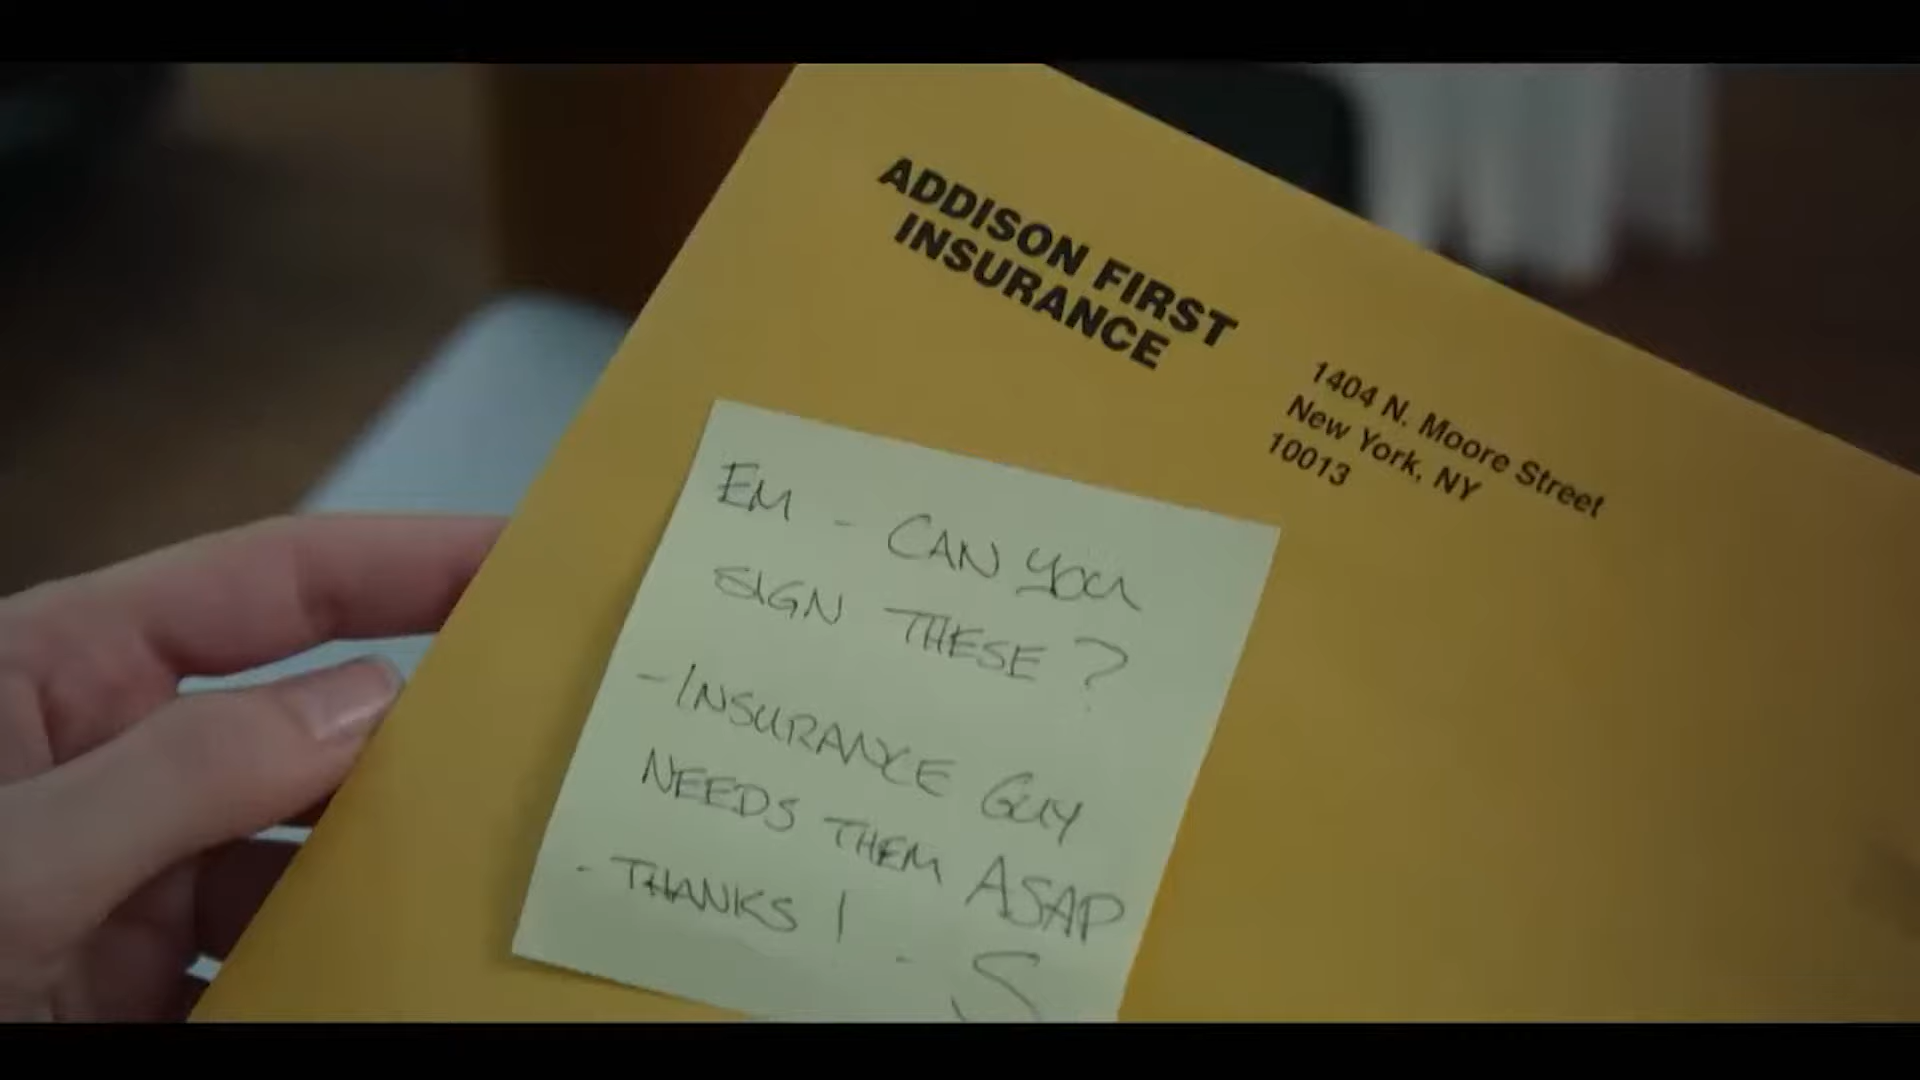 ADDISON FIRST
INSURANCE
1404 N. Moore Street
New York, NY
10013
EM - CAN YOU
SIGN THESE?
- INSURANCE GUY
NEEDS THEM ASAP
- THANKS! - S